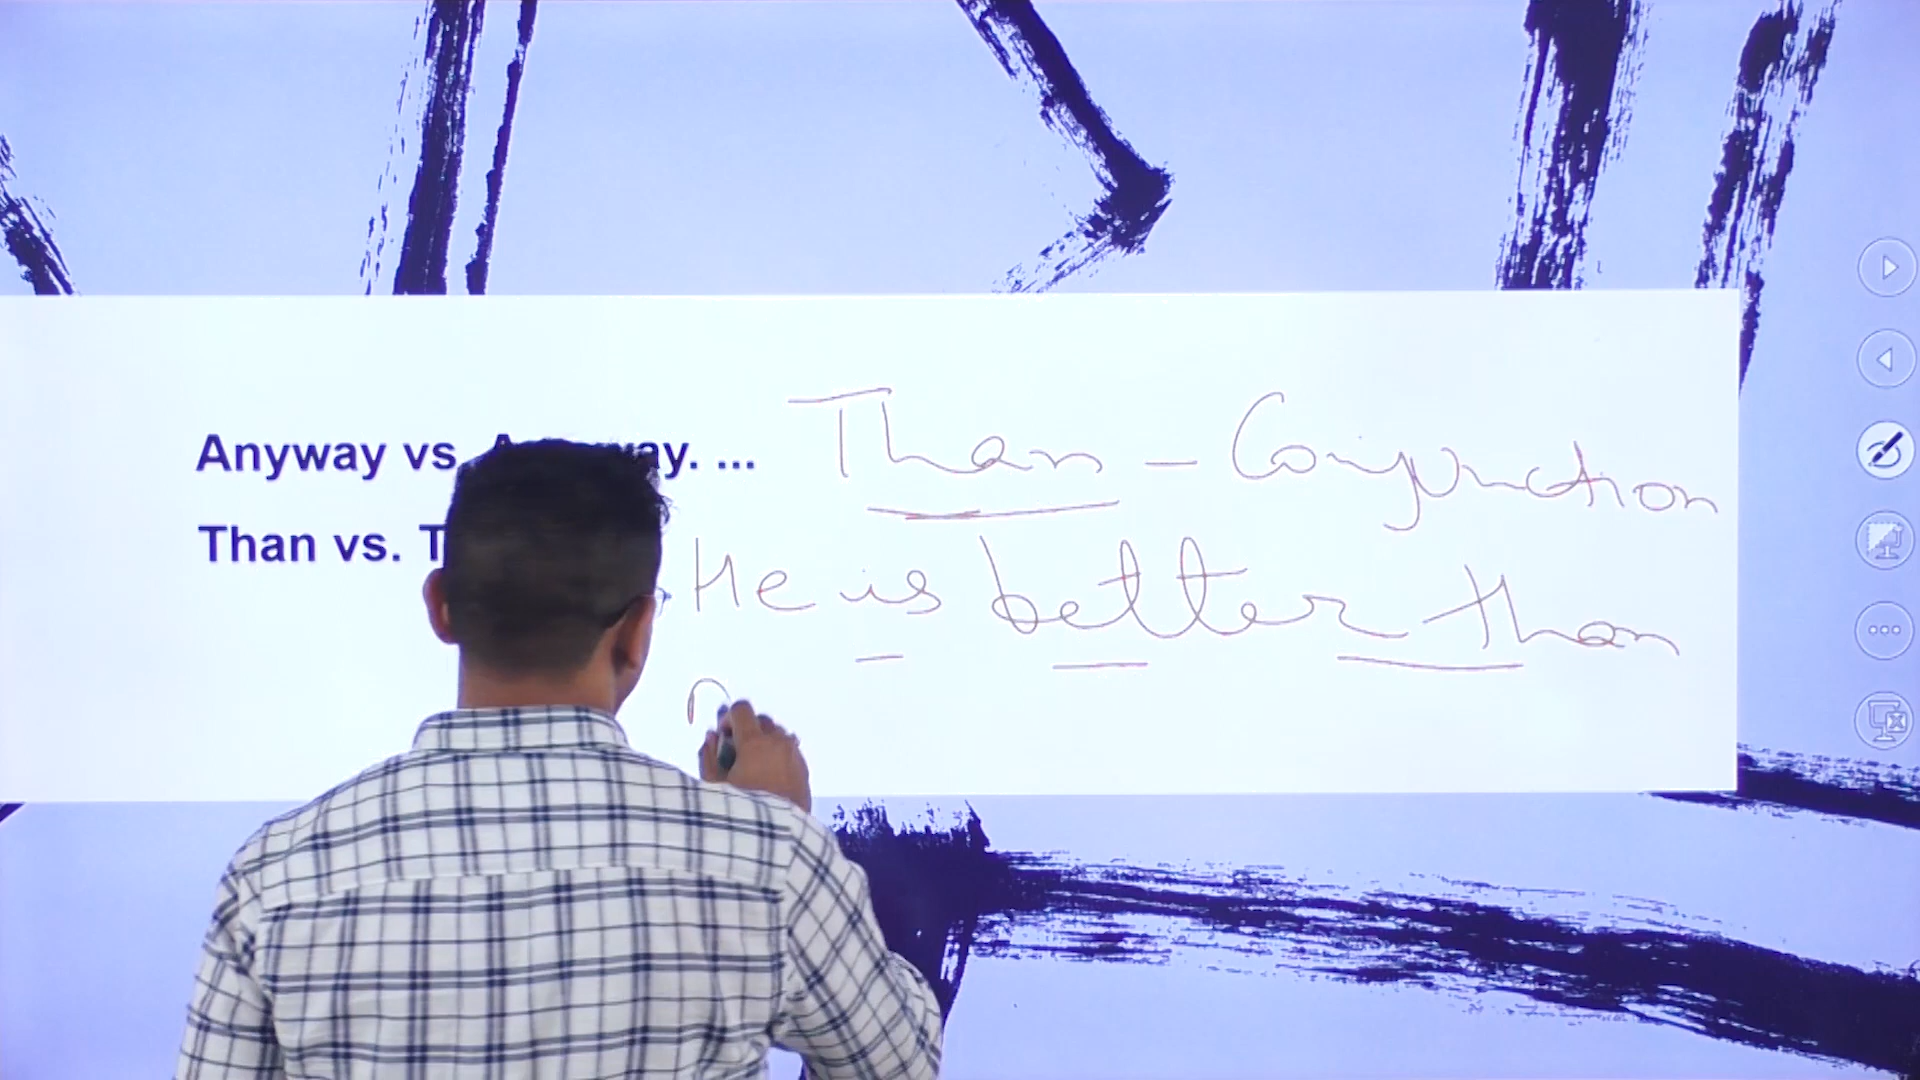 Anyway vs. ...
Than vs.
Than - Conjunction
He is better than